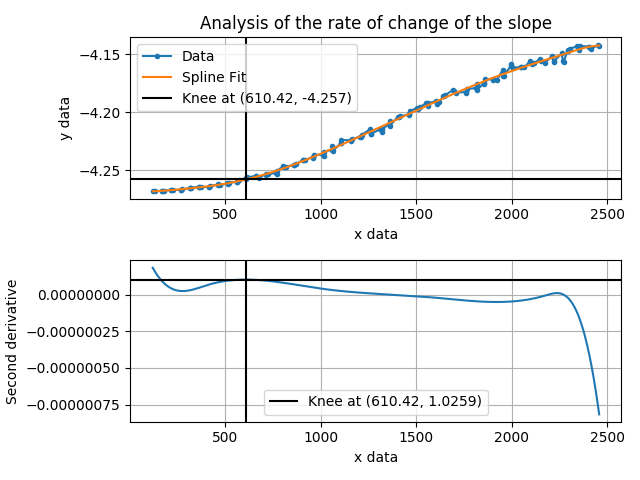 Analysis of the rate of change of the slope
Data
Spline Fit
Knee at (610.42, -4.257)
y data
−4.15
−4.20
−4.25
500 1000 1500 2000 2500
x data
Second derivative
0.00000000
−0.00000025
−0.00000050
−0.00000075
Knee at (610.42, 1.0259)
500 1000 1500 2000 2500
x data